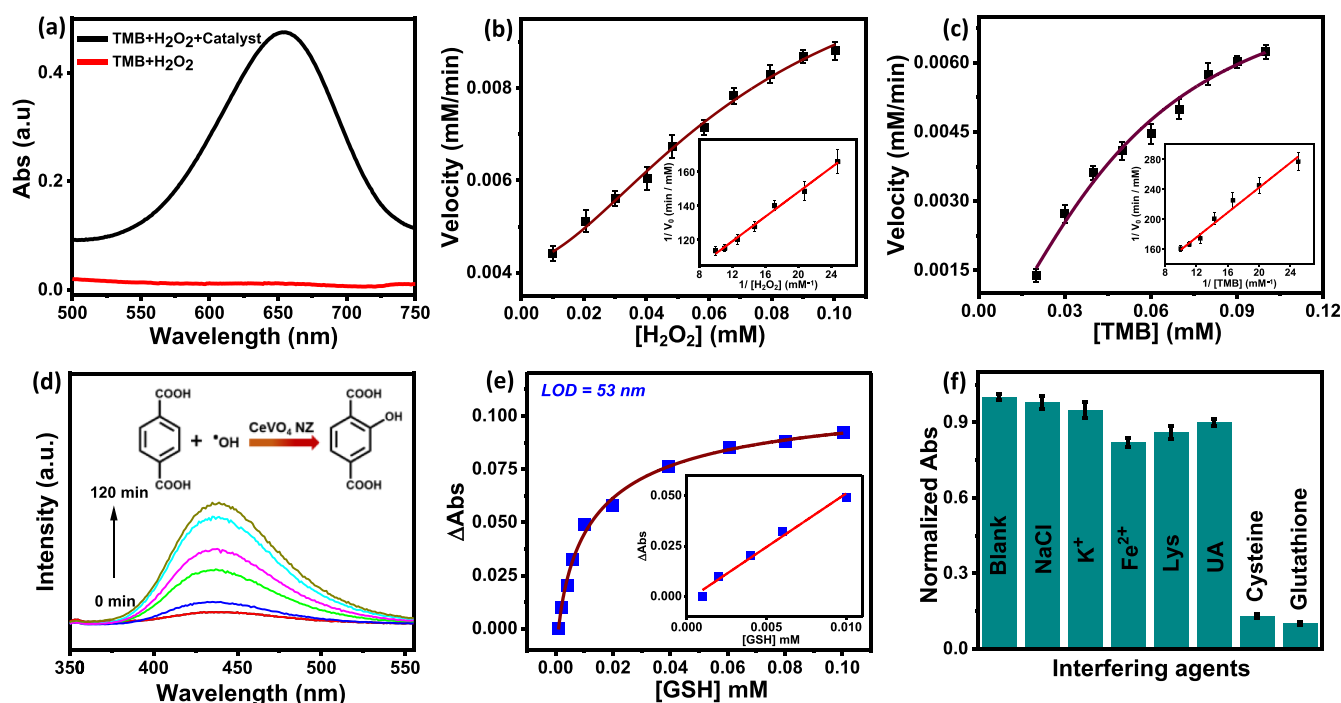 (a)
TMB+H₂O₂+Catalyst
TMB+H₂O₂
0.4
0.2
0.0
Abs (a.u)
500 550 600 650 700 750
Wavelength (nm)
(b)
0.008
0.006
0.004
Velocity (mM/min)
0.00 0.02 0.04 0.06 0.08 0.10
[H₂O₂] (mM)
160
140
120
1/ V₀ (min / mM)
8 12 16 20 24
1/ [H₂O₂] (mM⁻¹)
(c)
0.0060
0.0045
0.0030
0.0015
Velocity (mM/min)
0.00 0.03 0.06 0.09 0.12
[TMB] (mM)
280
240
200
160
1/ V₀ (min / mM)
10 15 20 25
1/ [TMB] (mM⁻¹)
(d)
COOH
COOH
+
•OH
CeVO₄ NZ
COOH
OH
COOH
120 min
0 min
Intensity (a.u.)
350 400 450 500 550
Wavelength (nm)
(e)
LOD = 53 nm
0.100
0.075
0.050
0.025
0.000
ΔAbs
0.00 0.02 0.04 0.06 0.08 0.10
[GSH] mM
0.050
0.025
0.000
ΔAbs
0.000 0.005 0.010
[GSH] mM
(f)
0.9
0.6
0.3
0.0
Normalized Abs
Blank
NaCl
K⁺
Fe²⁺
Lys
UA
Cysteine
Glutathione
Interfering agents